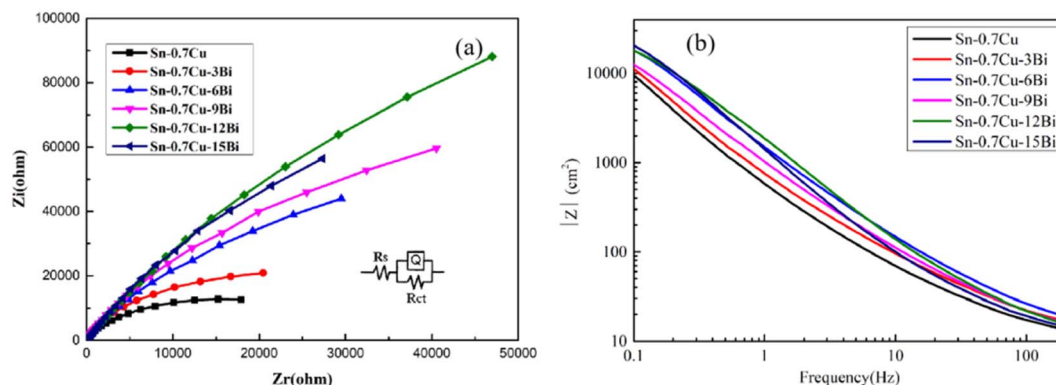 (a)
Sn-0.7Cu
Sn-0.7Cu-3Bi
Sn-0.7Cu-6Bi
Sn-0.7Cu-9Bi
Sn-0.7Cu-12Bi
Sn-0.7Cu-15Bi
Zi(ohm)
100000
80000
60000
40000
20000
0
Rs
Q
Rct
0 10000 20000 30000 40000 50000
Zr(ohm)
(b)
Sn-0.7Cu
Sn-0.7Cu-3Bi
Sn-0.7Cu-6Bi
Sn-0.7Cu-9Bi
Sn-0.7Cu-12Bi
Sn-0.7Cu-15Bi
|Z| (cm²)
10000
1000
100
10
0.1 1 10 100
Frequency(Hz)